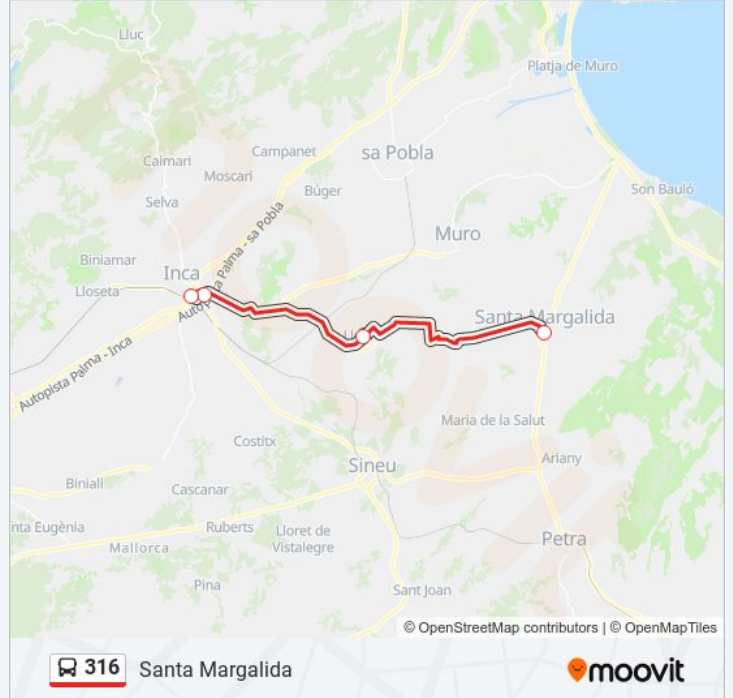 Lluc
Platja de Muro
Caimari
Campanet
sa Pobla
Moscari
Selva
Búger
Son Bauló
Muro
Biniamar
Inca
Autopista Palma - sa Pobla
Lloseta
Santa Margalida
Autopista Palma - Inca
Maria de la Salut
Costitx
Sineu
Ariany
Biniali
Cascanar
nta Eugènia
Ruberts
Lloret de
Vistalegre
Mallorca
Petra
Pina
Sant Joan
© OpenStreetMap contributors | © OpenMapTiles
316 Santa Margalida
moovit